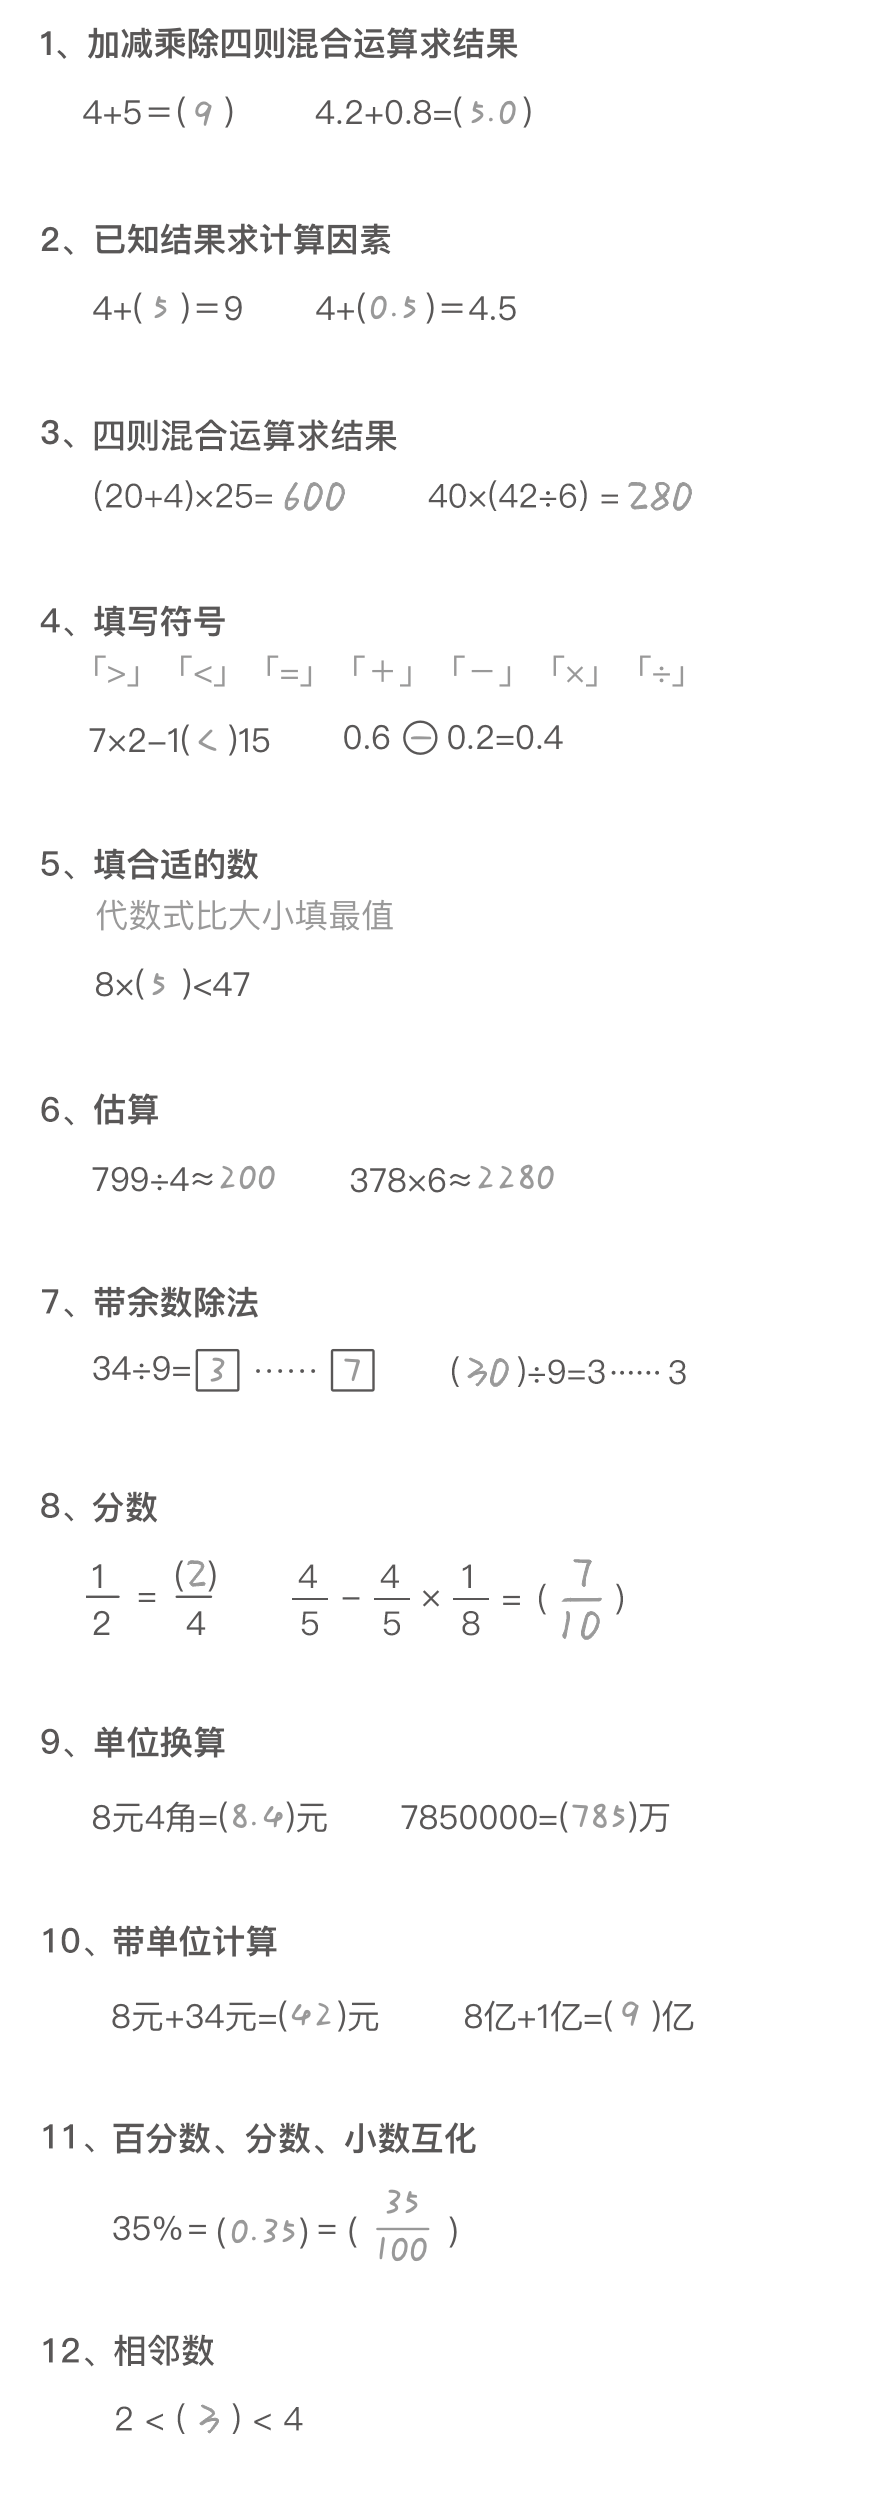 1、加减乘除四则混合运算求结果
4+5=( 9 ) 4.2+0.8=( 5.0 )
2、已知结果求计算因素
4+( 5 )=9 4+( 0.5 )=4.5
3、四则混合运算求结果
(20+4)×25= 600 40×(42÷6) = 280
4、填写符号
「>」 「<」 「=」 「+」 「-」 「×」 「÷」
7×2-1( < )15 0.6 ⊖ 0.2=0.4
5、填合适的数
代数式比大小填最值
8×( 5 )<47
6、估算
799÷4≈200 378×6≈2280
7、带余数除法
34÷9= 3 ······ 7 ( 30 )÷9=3······ 3
8、分数
1/2 = (2)/4 4/5 - 4/5 × 1/8 = ( 7/10 )
9、单位换算
8元4角=(8.4)元 7850000=(785)万
10、带单位计算
8元+34元=(42)元 8亿+1亿=( 9 )亿
11、百分数、分数、小数互化
35% = (0.35) = ( 35/100 )
12、相邻数
2 < ( 3 ) < 4